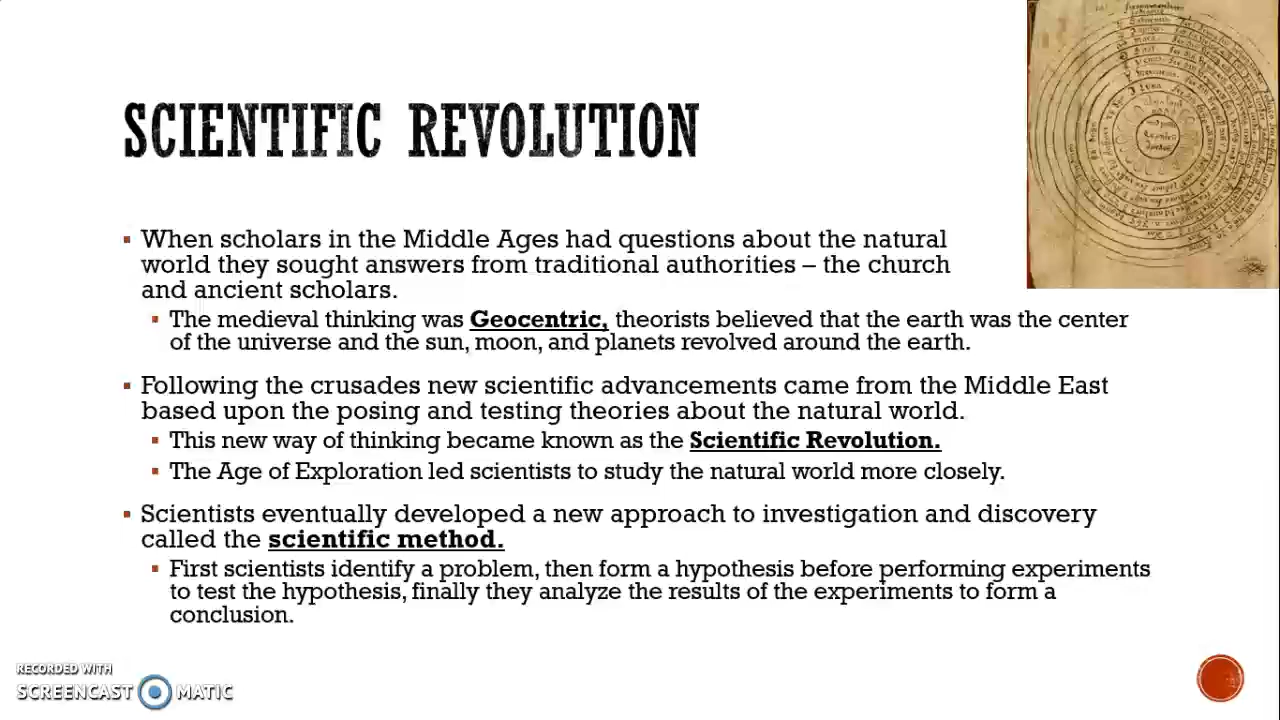 SCIENTIFIC REVOLUTION
▪ When scholars in the Middle Ages had questions about the natural
world they sought answers from traditional authorities – the church
and ancient scholars.
▪ The medieval thinking was Geocentric, theorists believed that the earth was the center
of the universe and the sun, moon, and planets revolved around the earth.
▪ Following the crusades new scientific advancements came from the Middle East
based upon the posing and testing theories about the natural world.
▪ This new way of thinking became known as the Scientific Revolution.
▪ The Age of Exploration led scientists to study the natural world more closely.
▪ Scientists eventually developed a new approach to investigation and discovery
called the scientific method.
▪ First scientists identify a problem, then form a hypothesis before performing experiments
to test the hypothesis, finally they analyze the results of the experiments to form a
conclusion.
RECORDED WITH
SCREENCAST MATIC